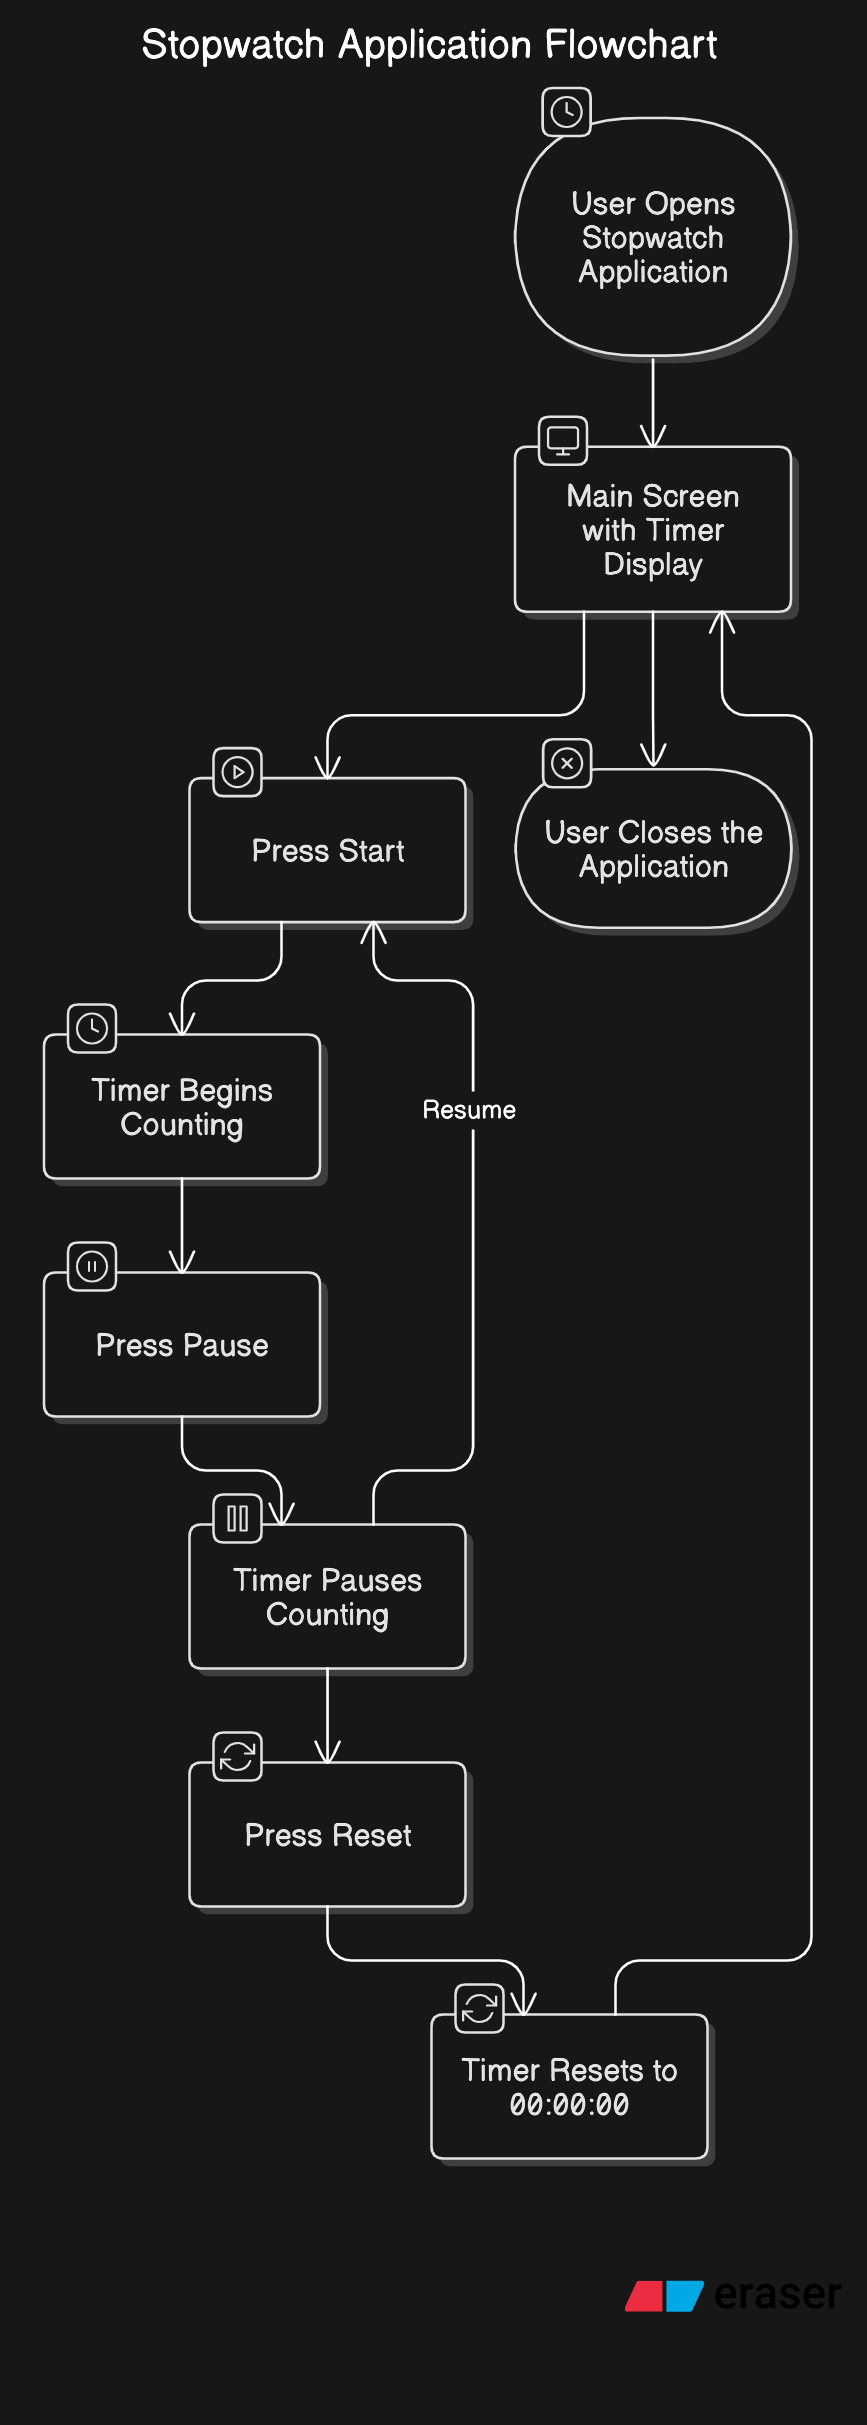 Stopwatch Application Flowchart
User Opens
Stopwatch
Application
Main Screen
with Timer
Display
Press Start
User Closes the
Application
Timer Begins
Counting
Resume
Press Pause
Timer Pauses
Counting
Press Reset
Timer Resets to
00:00:00
eraser